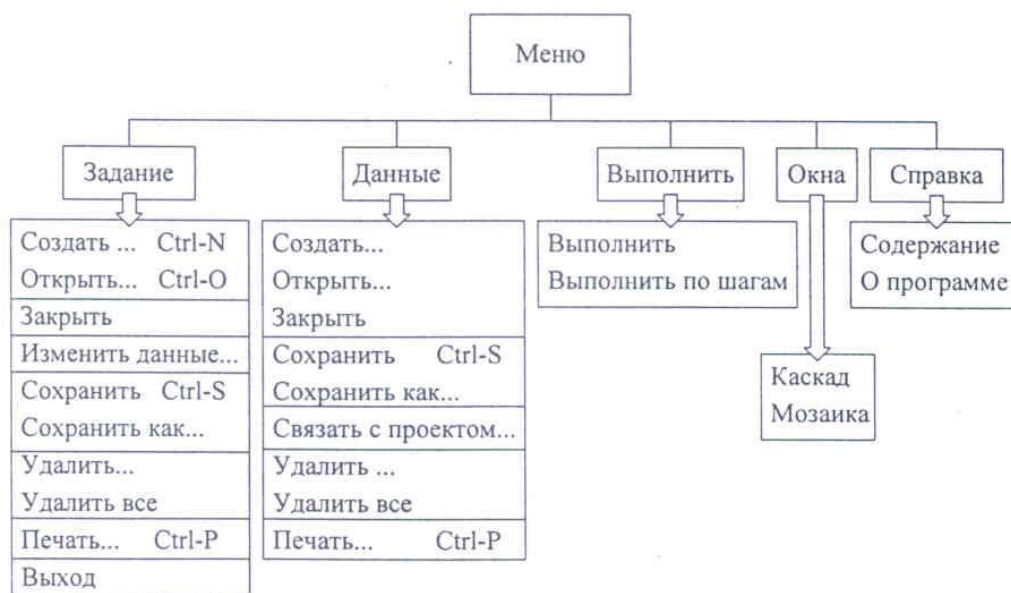 Меню
Задание
Данные
Выполнить
Окна
Справка
Создать ... Ctrl-N
Открыть... Ctrl-O
Закрыть
Изменить данные...
Сохранить Ctrl-S
Сохранить как...
Удалить...
Удалить все
Печать... Ctrl-P
Выход
Создать...
Открыть...
Закрыть
Сохранить Ctrl-S
Сохранить как...
Связать с проектом...
Удалить ...
Удалить все
Печать... Ctrl-P
Выполнить
Выполнить по шагам
Каскад
Мозаика
Содержание
О программе